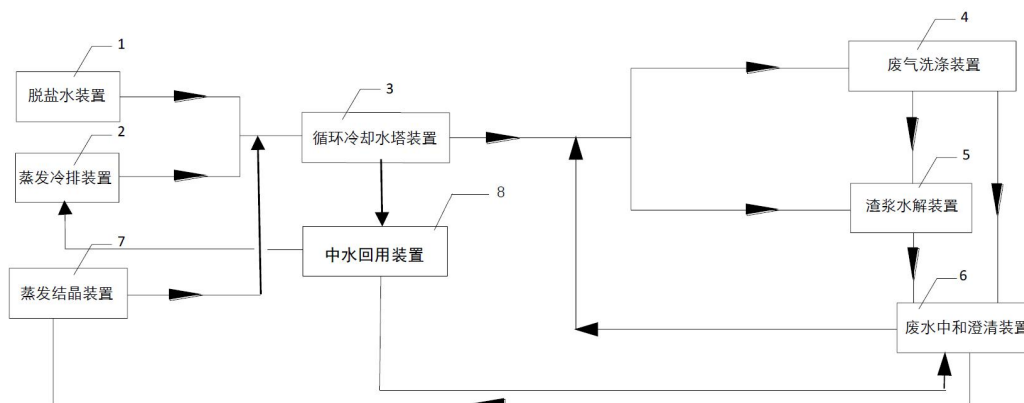 1
脱盐水装置
2
蒸发冷排装置
7
蒸发结晶装置
3
循环冷却水塔装置
8
中水回用装置
4
废气洗涤装置
5
渣浆水解装置
6
废水中和澄清装置